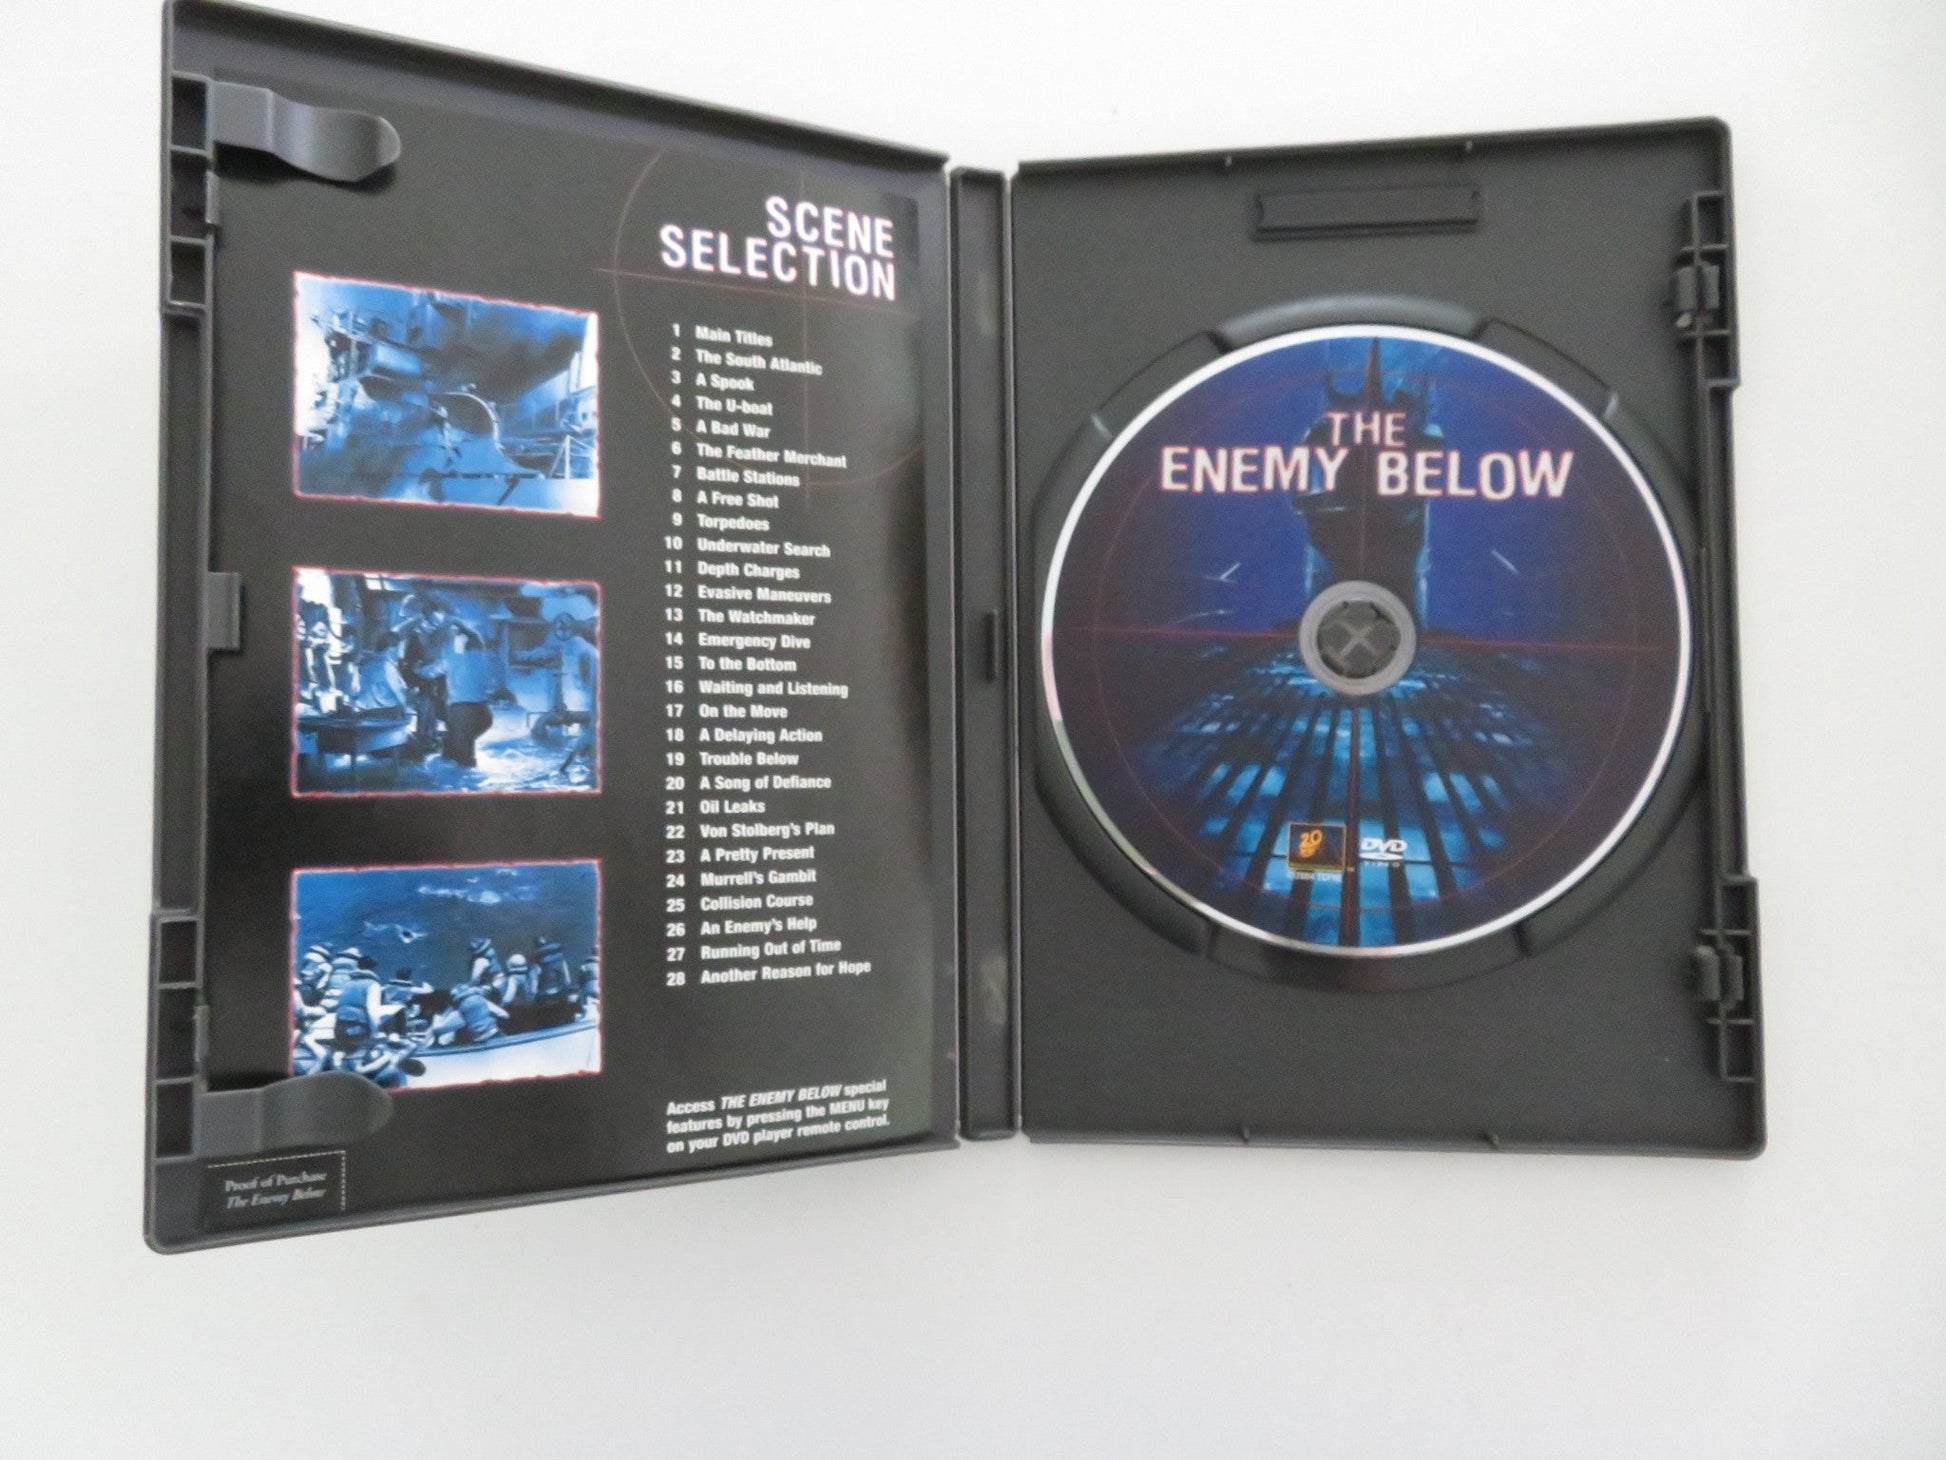 SCENE
SELECTION
1 Main Titles
2 The South Atlantic
3 A Spook
4 The U-boat
5 A Bad War
6 The Feather Merchant
7 Battle Stations
8 A Free Shot
9 Torpedoes
10 Underwater Search
11 Depth Charges
12 Evasive Maneuvers
13 The Watchmaker
14 Emergency Dive
15 To the Bottom
16 Waiting and Listening
17 On the Move
18 A Delaying Action
19 Trouble Below
20 A Song of Defiance
21 Oil Leaks
22 Von Stolberg's Plan
23 A Pretty Present
24 Murrell's Gambit
25 Collision Course
26 An Enemy's Help
27 Running Out of Time
28 Another Reason for Hope
Access THE ENEMY BELOW special
features by pressing the MENU key
on your DVD player remote control.
Proof of Purchase
The Enemy Below
THE
ENEMY BELOW
20
DVD
VIDEO
© 2004 TCFHE